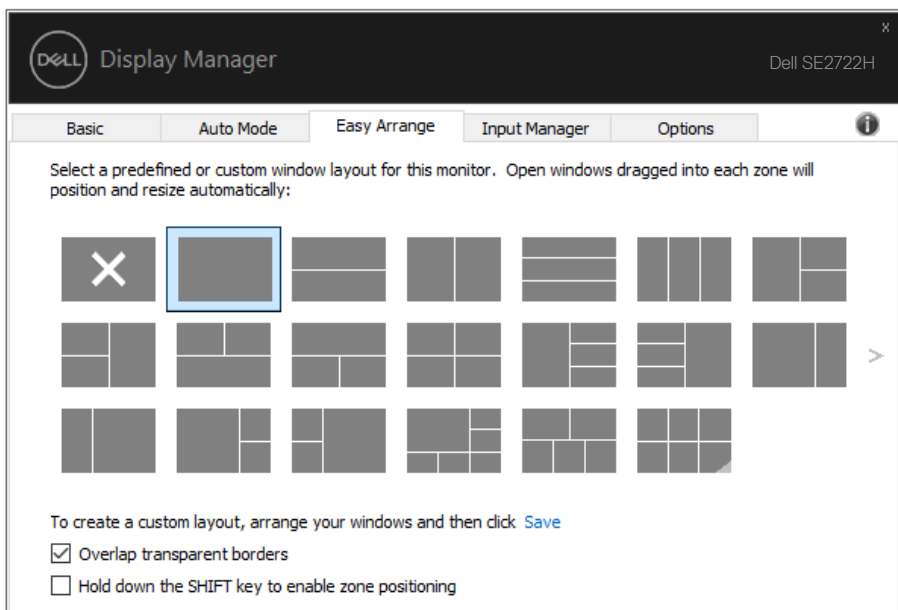 x
DELL Display Manager
Dell SE2722H
Basic Auto Mode Easy Arrange Input Manager Options
Select a predefined or custom window layout for this monitor. Open windows dragged into each zone will
position and resize automatically:
>
To create a custom layout, arrange your windows and then click Save
Overlap transparent borders
Hold down the SHIFT key to enable zone positioning